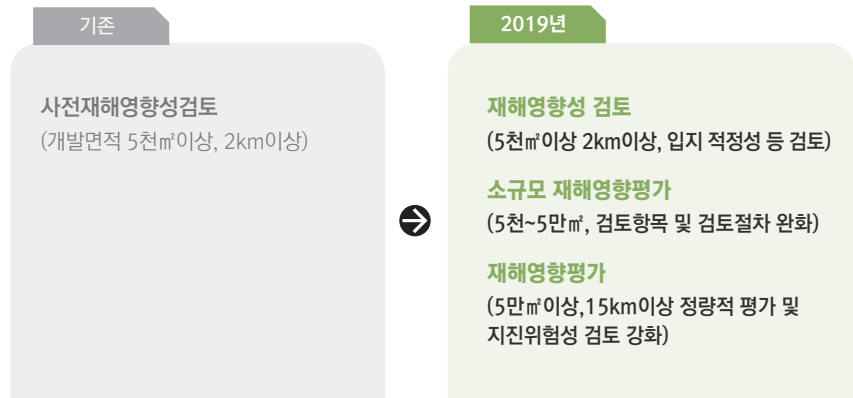 기존
사전재해영향성검토
(개발면적 5천㎡이상, 2km이상)
2019년
재해영향성 검토
(5천㎡이상 2km이상, 입지 적정성 등 검토)
소규모 재해영향평가
(5천~5만㎡, 검토항목 및 검토절차 완화)
재해영향평가
(5만㎡이상,15km이상 정량적 평가 및
지진위험성 검토 강화)